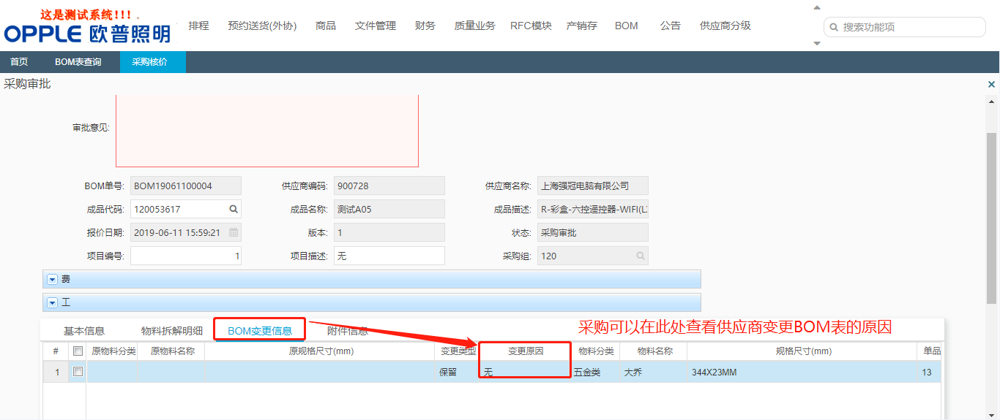 这是测试系统!!!
OPPLE 欧普照明
排程 预约送货(外协) 商品 文件管理 财务 质量业务 RFC模块 产销存 BOM 公告 供应商分级 搜索功能项
首页 BOM表查询 采购核价
采购审批
审批意见:
BOM单号: BOM19061100004 供应商编码: 900728 供应商名称: 上海强冠电脑有限公司
成品代码: 120053617 成品名称: 测试A05 成品描述: R-彩盒-六控遥控器-WIFI(L
报价日期: 2019-06-11 15:59:21 版本: 1 状态: 采购审批
项目编号: 1 项目描述: 无 采购组: 120
费
工
采购可以在此处查看供应商变更BOM表的原因
基本信息 物料拆解明细 BOM变更信息 附件信息
# 原物料分类 原物料名称 原规格尺寸(mm) 变更类型 变更原因 物料分类 物料名称 规格尺寸(mm) 单品
1 保留 无 五金类 大乔 344X23MM 13